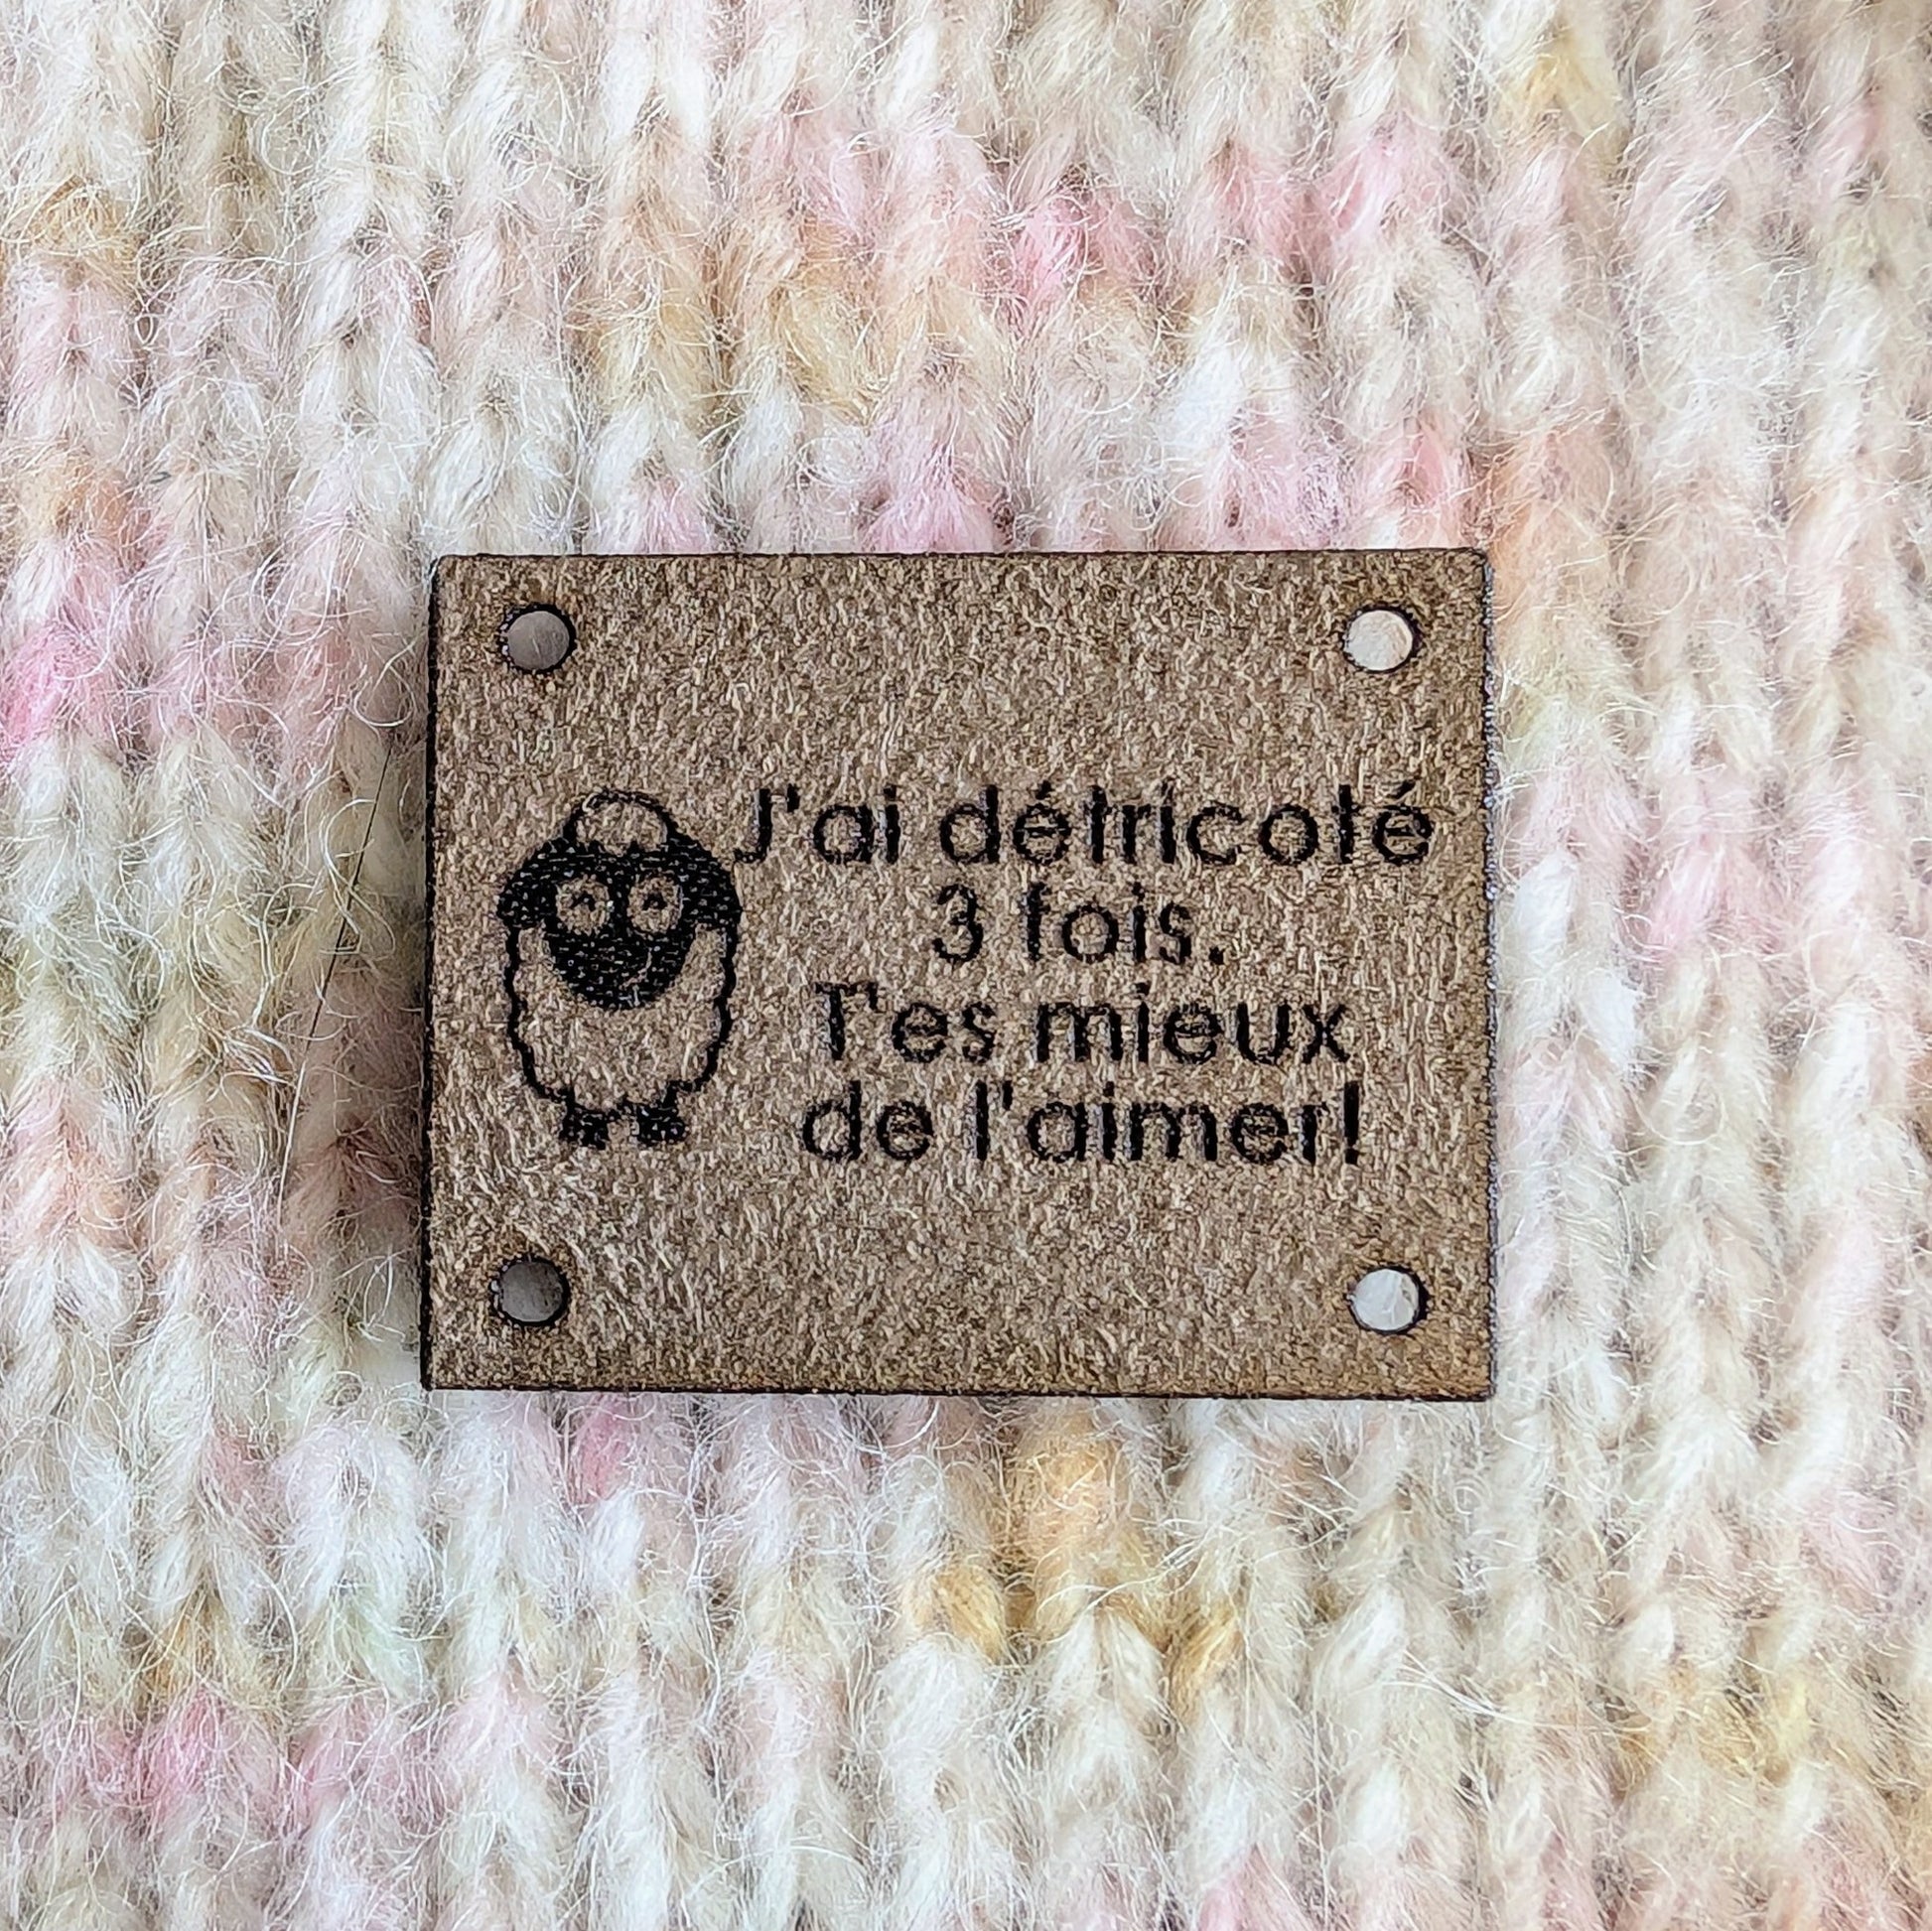 J'ai détricoté
3 fois.
T'es mieux
de l'aimer!